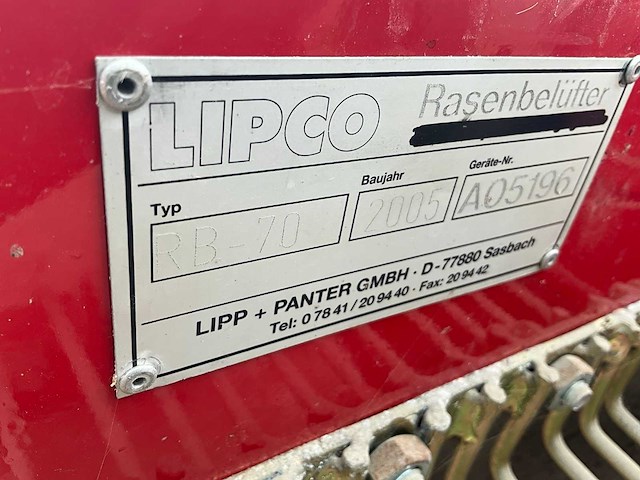 LIPCO Rasenbelüfter
Typ Baujahr Geräte-Nr.
RB-70 2005 A05196
LIPP + PANTER GMBH · D-77880 Sasbach
Tel: 0 78 41 / 20 94 40 · Fax: 20 94 42